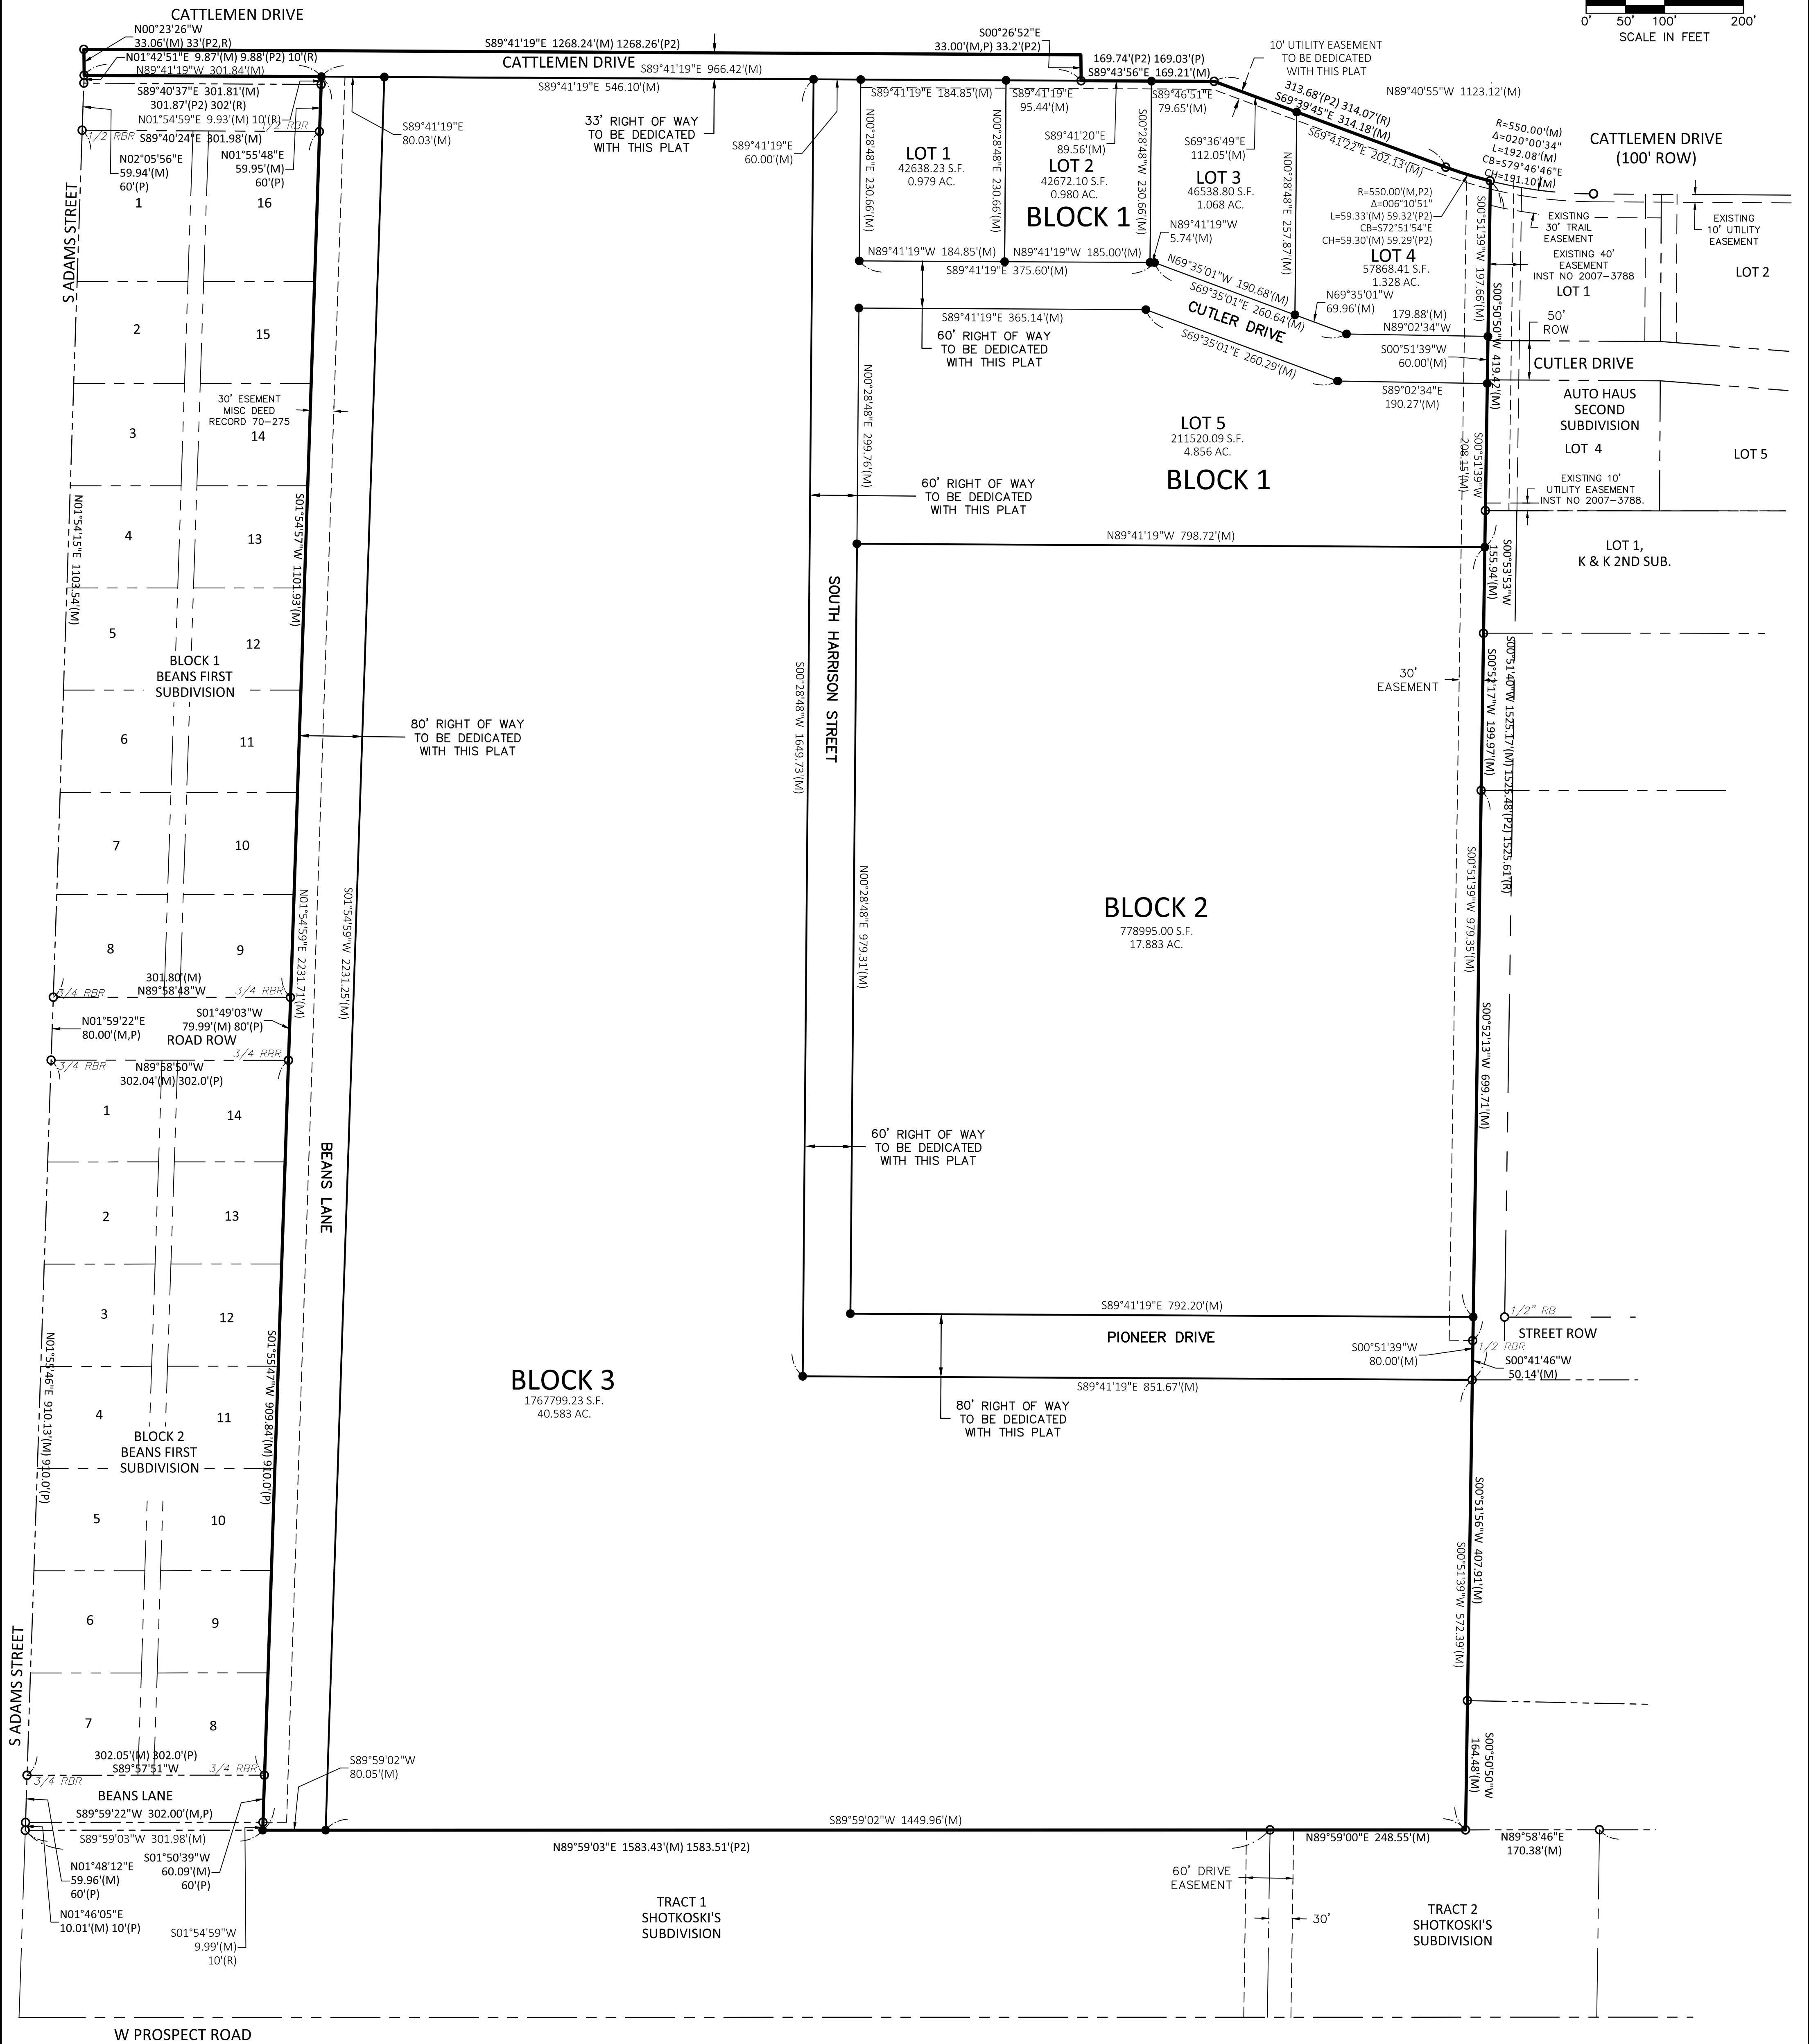 CATTLEMEN DRIVE
N00°23'26"W
33.06'(M) 33'(P2,R)
N01°42'51"E 9.87'(M) 9.88'(P2) 10'(R)
N89°41'19"W 301.84'(M)
S89°40'37"E 301.81'(M)
301.87'(P2) 302'(R)
N01°54'59"E 9.93'(M) 10'(R)
1/2 RBR
1/2 RBR
S89°40'24"E 301.98'(M)
N02°05'56"E
59.94'(M)
60'(P)
N01°55'48"E
59.95'(M)
60'(P)
S89°41'19"E 1268.24'(M) 1268.26'(P2)
CATTLEMEN DRIVE
S89°41'19"E 966.42'(M)
S89°41'19"E 546.10'(M)
S89°41'19"E
80.03'(M)
33' RIGHT OF WAY
TO BE DEDICATED
WITH THIS PLAT
S89°41'19"E
60.00'(M)
S00°26'52"E
33.00'(M,P) 33.2'(P2)
169.74'(P2) 169.03'(P)
S89°43'56"E 169.21'(M)
10' UTILITY EASEMENT
TO BE DEDICATED
WITH THIS PLAT
0' 50' 100' 200'
SCALE IN FEET
313.68'(P2) 314.07'(R)
S69°39'45"E 314.18'(M)
S69°41'22"E 202.13'(M)
N89°40'55"W 1123.12'(M)
R=550.00'(M)
Δ=020°00'34"
L=192.08'(M)
CB=S79°46'46"E
CH=191.10'(M)
CATTLEMEN DRIVE
(100' ROW)
S89°41'19"E 184.85'(M)
S89°41'19"E
95.44'(M)
S89°46'51"E
79.65'(M)
S89°41'20"E
89.56'(M)
S69°36'49"E
112.05'(M)
N00°28'48"E 230.66'(M)
N00°28'48"E 230.66'(M)
S00°28'48"W 230.66'(M)
N00°28'48"E 257.87'(M)
LOT 1
42638.23 S.F.
0.979 AC.
LOT 2
42672.10 S.F.
0.980 AC.
BLOCK 1
LOT 3
46538.80 S.F.
1.068 AC.
R=550.00'(M,P2)
Δ=006°10'51"
L=59.33'(M) 59.32'(P2)
CB=S72°51'54"E
CH=59.30'(M) 59.29'(P2)
LOT 4
57868.41 S.F.
1.328 AC.
N89°41'19"W
5.74'(M)
N89°41'19"W 184.85'(M)
N89°41'19"W 185.00'(M)
S89°41'19"E 375.60'(M)
N69°35'01"W 190.68'(M)
S69°35'01"E 260.64'(M)
CUTLER DRIVE
S69°35'01"E 260.29'(M)
N69°35'01"W
69.96'(M)
179.88'(M)
N89°02'34"W
S00°51'39"W
60.00'(M)
S89°02'34"E
190.27'(M)
S89°41'19"E 365.14'(M)
60' RIGHT OF WAY
TO BE DEDICATED
WITH THIS PLAT
S00°51'39"W 197.66'(M)
S00°50'50"W 419.42'(M)
EXISTING
30' TRAIL
EASEMENT
EXISTING
10' UTILITY
EASEMENT
EXISTING 40'
EASEMENT
INST NO 2007-3788
LOT 1
LOT 2
50'
ROW
CUTLER DRIVE
AUTO HAUS
SECOND
SUBDIVISION
LOT 4
LOT 5
EXISTING 10'
UTILITY EASEMENT
INST NO 2007-3788.
LOT 1,
K & K 2ND SUB.
LOT 5
211520.09 S.F.
4.856 AC.
BLOCK 1
N00°28'48"E 299.76'(M)
S00°51'39"W
208.15'(M)
60' RIGHT OF WAY
TO BE DEDICATED
WITH THIS PLAT
N89°41'19"W 798.72'(M)
S00°53'53"W
155.94'(M)
S ADAMS STREET
1
16
2
15
30' ESEMENT
MISC DEED
RECORD 70-275
3
14
4
13
N01°54'15"E 1103.54'(M)
S01°54'57"W 1101.93'(M)
5
12
BLOCK 1
BEANS FIRST
SUBDIVISION
6
11
7
10
8
9
80' RIGHT OF WAY
TO BE DEDICATED
WITH THIS PLAT
SOUTH HARRISON STREET
S00°28'48"W 1649.73'(M)
N00°28'48"E 979.31'(M)
30'
EASEMENT
S00°52'17"W 199.97'(M)
S00°51'40"W 1525.17'(M) 1525.48'(P2) 1525.61'(R)
S00°51'39"W 979.35'(M)
S00°52'13"W 699.71'(M)
BLOCK 2
778995.00 S.F.
17.883 AC.
N01°54'59"E 2231.71'(M)
S01°54'59"W 2231.25'(M)
301.80'(M)
N89°58'48"W
3/4 RBR
3/4 RBR
N01°59'22"E
80.00'(M,P)
S01°49'03"W
79.99'(M) 80'(P)
ROAD ROW
3/4 RBR
3/4 RBR
N89°58'50"W
302.04'(M) 302.0'(P)
1
14
2
13
3
12
4
11
BLOCK 2
BEANS FIRST
SUBDIVISION
5
10
6
9
7
8
N01°55'46"E 910.13'(M) 910.0'(P)
S01°55'47"W 909.84'(M) 910.0'(P)
BEANS LANE
60' RIGHT OF WAY
TO BE DEDICATED
WITH THIS PLAT
S89°41'19"E 792.20'(M)
PIONEER DRIVE
S89°41'19"E 851.67'(M)
80' RIGHT OF WAY
TO BE DEDICATED
WITH THIS PLAT
1/2" RB
STREET ROW
1/2 RBR
S00°51'39"W
80.00'(M)
S00°41'46"W
50.14'(M)
BLOCK 3
1767799.23 S.F.
40.583 AC.
S00°51'56"W 407.91'(M)
S00°51'39"W 572.39'(M)
S00°50'50"W
164.48'(M)
S ADAMS STREET
302.05'(M) 302.0'(P)
S89°57'51"W
3/4 RBR
3/4 RBR
BEANS LANE
S89°59'22"W 302.00'(M,P)
S89°59'03"W 301.98'(M)
N01°48'12"E
59.96'(M)
60'(P)
S01°50'39"W
60.09'(M)
60'(P)
N01°46'05"E
10.01'(M) 10'(P)
S01°54'59"W
9.99'(M)
10'(R)
S89°59'02"W
80.05'(M)
S89°59'02"W 1449.96'(M)
N89°59'03"E 1583.43'(M) 1583.51'(P2)
N89°59'00"E 248.55'(M)
N89°58'46"E
170.38'(M)
60' DRIVE
EASEMENT
30'
TRACT 1
SHOTKOSKI'S
SUBDIVISION
TRACT 2
SHOTKOSKI'S
SUBDIVISION
W PROSPECT ROAD